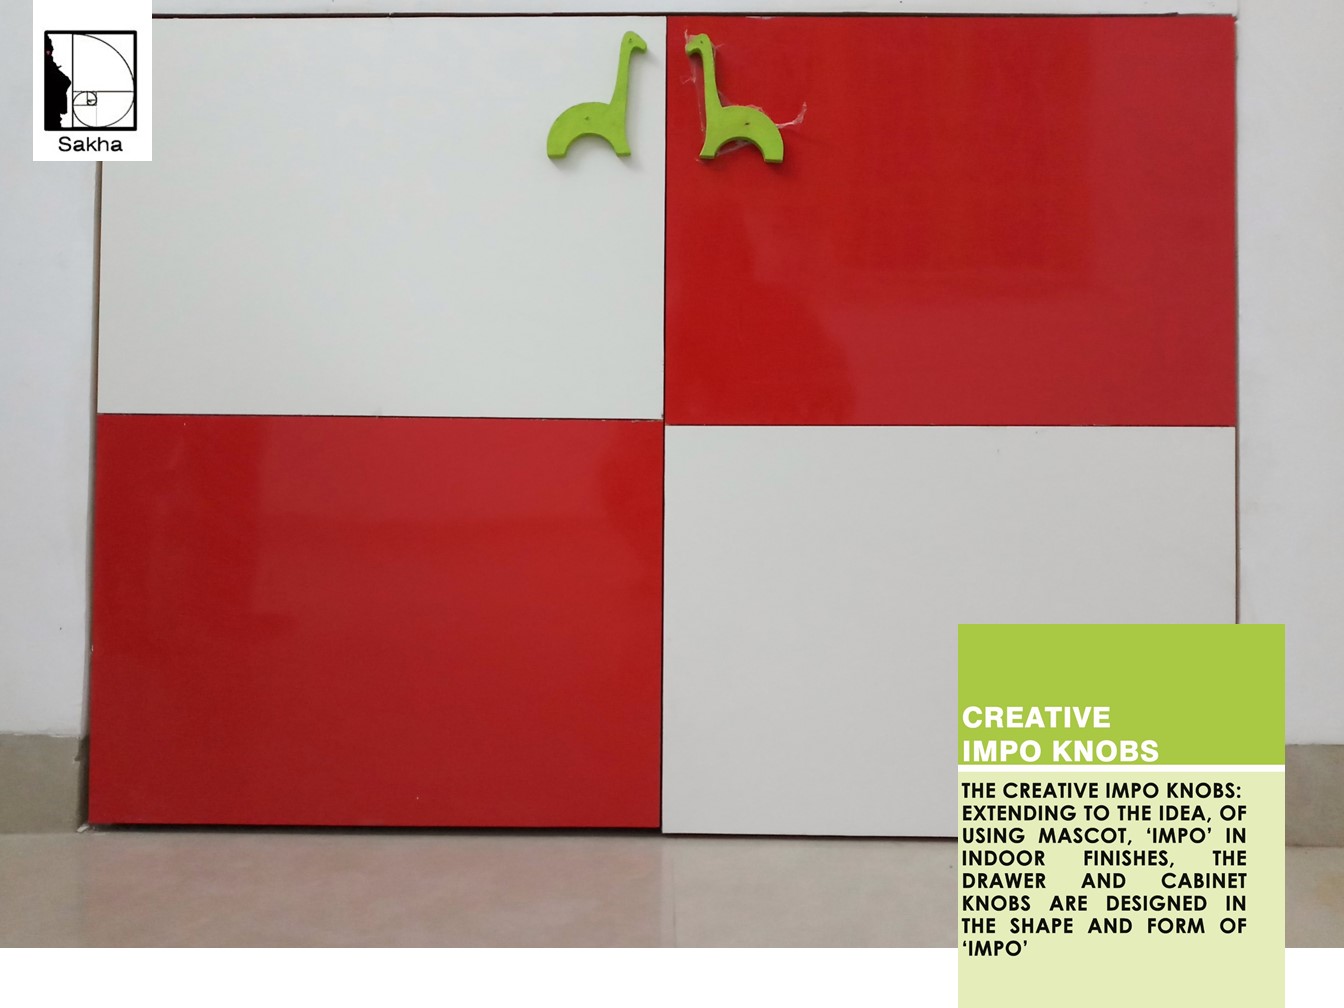 Sakha
CREATIVE
IMPO KNOBS
THE CREATIVE IMPO KNOBS:
EXTENDING TO THE IDEA, OF
USING MASCOT, ‘IMPO’ IN
INDOOR FINISHES, THE
DRAWER AND CABINET
KNOBS ARE DESIGNED IN
THE SHAPE AND FORM OF
‘IMPO’